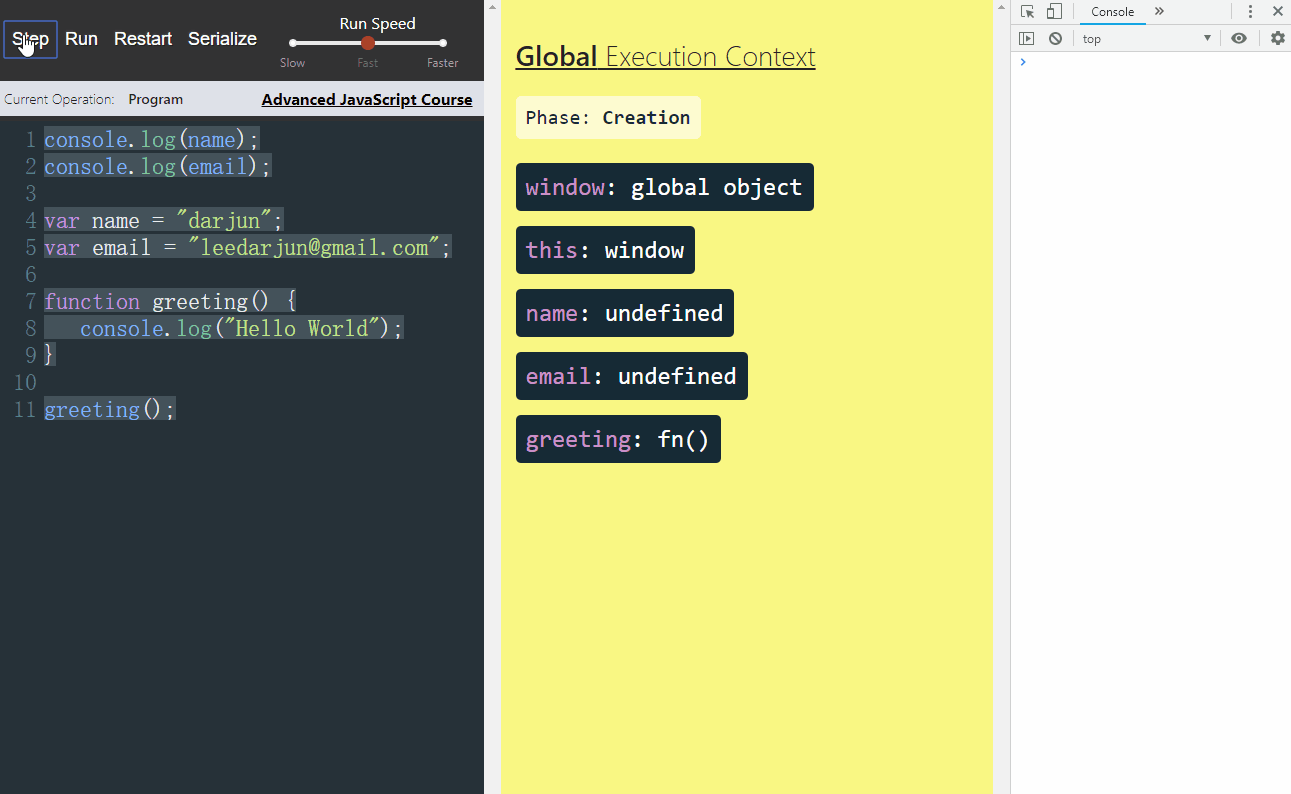 Step Run Restart Serialize
Run Speed
Slow Fast Faster
Current Operation: Program Advanced JavaScript Course
1 console.log(name);
2 console.log(email);
3
4 var name = "darjun";
5 var email = "leedarjun@gmail.com";
6
7 function greeting() {
8    console.log("Hello World");
9 }
10
11 greeting();
Global Execution Context
Phase: Creation
window: global object
this: window
name: undefined
email: undefined
greeting: fn()
Console
top